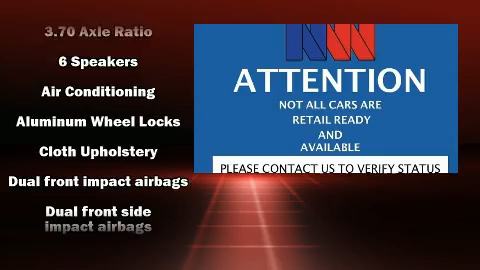 3.70 Axle Ratio
6 Speakers
Air Conditioning
Aluminum Wheel Locks
Cloth Upholstery
Dual front impact airbags
Dual front side
impact airbags
ATTENTION
NOT ALL CARS ARE
RETAIL READY
AND
AVAILABLE
PLEASE CONTACT US TO VERIFY STATUS